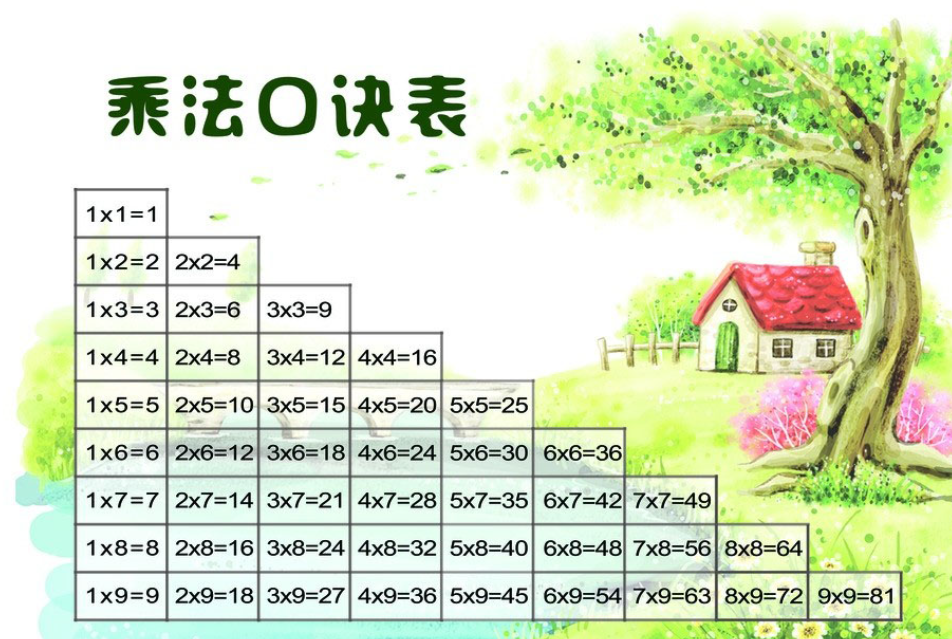 乘法口诀表
1x1=1
1x2=2 2x2=4
1x3=3 2x3=6 3x3=9
1x4=4 2x4=8 3x4=12 4x4=16
1x5=5 2x5=10 3x5=15 4x5=20 5x5=25
1x6=6 2x6=12 3x6=18 4x6=24 5x6=30 6x6=36
1x7=7 2x7=14 3x7=21 4x7=28 5x7=35 6x7=42 7x7=49
1x8=8 2x8=16 3x8=24 4x8=32 5x8=40 6x8=48 7x8=56 8x8=64
1x9=9 2x9=18 3x9=27 4x9=36 5x9=45 6x9=54 7x9=63 8x9=72 9x9=81